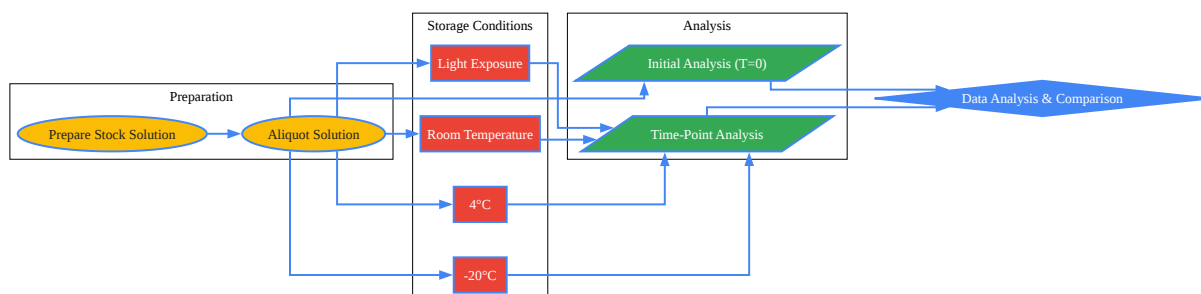 Preparation
Prepare Stock Solution
Aliquot Solution
Storage Conditions
Light Exposure
Room Temperature
4°C
-20°C
Analysis
Initial Analysis (T=0)
Time-Point Analysis
Data Analysis & Comparison